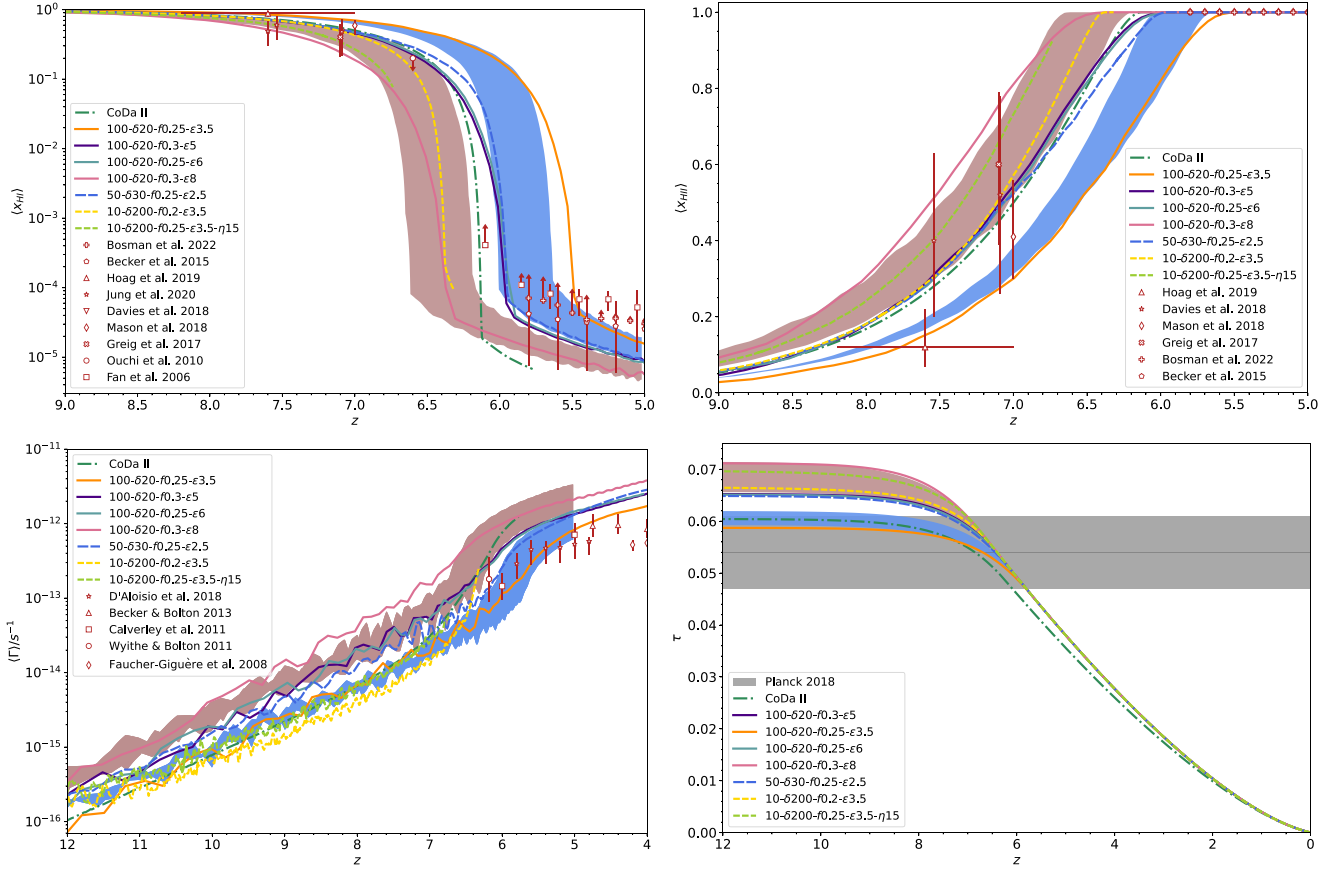 10⁰
10⁻¹
10⁻²
10⁻³
10⁻⁴
10⁻⁵
⟨x_HI⟩
9.0 8.5 8.0 7.5 7.0 6.5 6.0 5.5 5.0
z
CoDa II
100-δ20-f0.25-ε3.5
100-δ20-f0.3-ε5
100-δ20-f0.25-ε6
100-δ20-f0.3-ε8
50-δ30-f0.25-ε2.5
10-δ200-f0.2-ε3.5
10-δ200-f0.25-ε3.5-η15
Bosman et al. 2022
Becker et al. 2015
Hoag et al. 2019
Jung et al. 2020
Davies et al. 2018
Mason et al. 2018
Greig et al. 2017
Ouchi et al. 2010
Fan et al. 2006
1.0
0.8
0.6
0.4
0.2
0.0
⟨x_HII⟩
9.0 8.5 8.0 7.5 7.0 6.5 6.0 5.5 5.0
z
CoDa II
100-δ20-f0.25-ε3.5
100-δ20-f0.3-ε5
100-δ20-f0.25-ε6
100-δ20-f0.3-ε8
50-δ30-f0.25-ε2.5
10-δ200-f0.2-ε3.5
10-δ200-f0.25-ε3.5-η15
Hoag et al. 2019
Davies et al. 2018
Mason et al. 2018
Greig et al. 2017
Bosman et al. 2022
Becker et al. 2015
10⁻¹¹
10⁻¹²
10⁻¹³
10⁻¹⁴
10⁻¹⁵
10⁻¹⁶
⟨Γ⟩/s⁻¹
12 11 10 9 8 7 6 5 4
z
CoDa II
100-δ20-f0.25-ε3.5
100-δ20-f0.3-ε5
100-δ20-f0.25-ε6
100-δ20-f0.3-ε8
50-δ30-f0.25-ε2.5
10-δ200-f0.2-ε3.5
10-δ200-f0.25-ε3.5-η15
D'Aloisio et al. 2018
Becker & Bolton 2013
Calverley et al. 2011
Wyithe & Bolton 2011
Faucher-Giguère et al. 2008
0.07
0.06
0.05
0.04
0.03
0.02
0.01
0.00
τ
12 10 8 6 4 2 0
z
Planck 2018
CoDa II
100-δ20-f0.3-ε5
100-δ20-f0.25-ε3.5
100-δ20-f0.25-ε6
100-δ20-f0.3-ε8
50-δ30-f0.25-ε2.5
10-δ200-f0.2-ε3.5
10-δ200-f0.25-ε3.5-η15